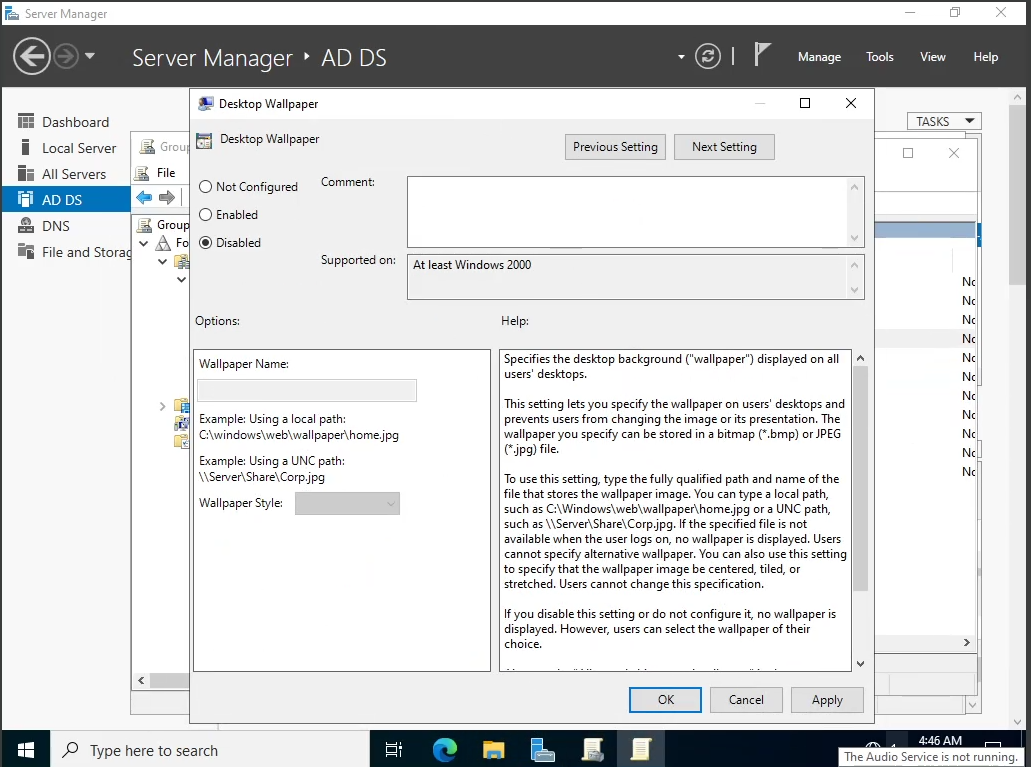 Server Manager
Server Manager ‣ AD DS
Manage Tools View Help
Dashboard
Local Server
All Servers
AD DS
DNS
File and Storag
TASKS
Group
File
Group
Fo
Desktop Wallpaper
Desktop Wallpaper
Previous Setting
Next Setting
Not Configured
Enabled
Disabled
Comment:
Supported on:
At least Windows 2000
Options:
Help:
Wallpaper Name:
Example: Using a local path:
C:\windows\web\wallpaper\home.jpg
Example: Using a UNC path:
\\Server\Share\Corp.jpg
Wallpaper Style:
Specifies the desktop background ("wallpaper") displayed on all
users' desktops.
This setting lets you specify the wallpaper on users' desktops and
prevents users from changing the image or its presentation. The
wallpaper you specify can be stored in a bitmap (*.bmp) or JPEG
(*.jpg) file.
To use this setting, type the fully qualified path and name of the
file that stores the wallpaper image. You can type a local path,
such as C:\Windows\web\wallpaper\home.jpg or a UNC path,
such as \\Server\Share\Corp.jpg. If the specified file is not
available when the user logs on, no wallpaper is displayed. Users
cannot specify alternative wallpaper. You can also use this setting
to specify that the wallpaper image be centered, tiled, or
stretched. Users cannot change this specification.
If you disable this setting or do not configure it, no wallpaper is
displayed. However, users can select the wallpaper of their
choice.
No
No
No
No
No
No
No
No
No
No
No
OK
Cancel
Apply
Type here to search
4:46 AM
The Audio Service is not running.